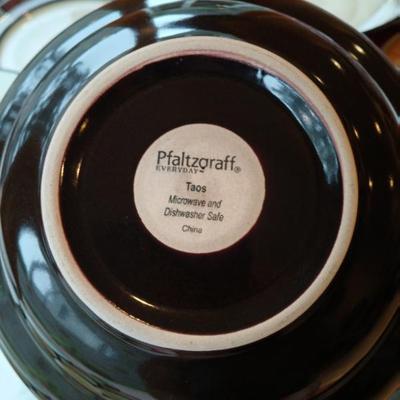 Pfaltzgraff®
EVERYDAY
Taos
Microwave and
Dishwasher Safe
China